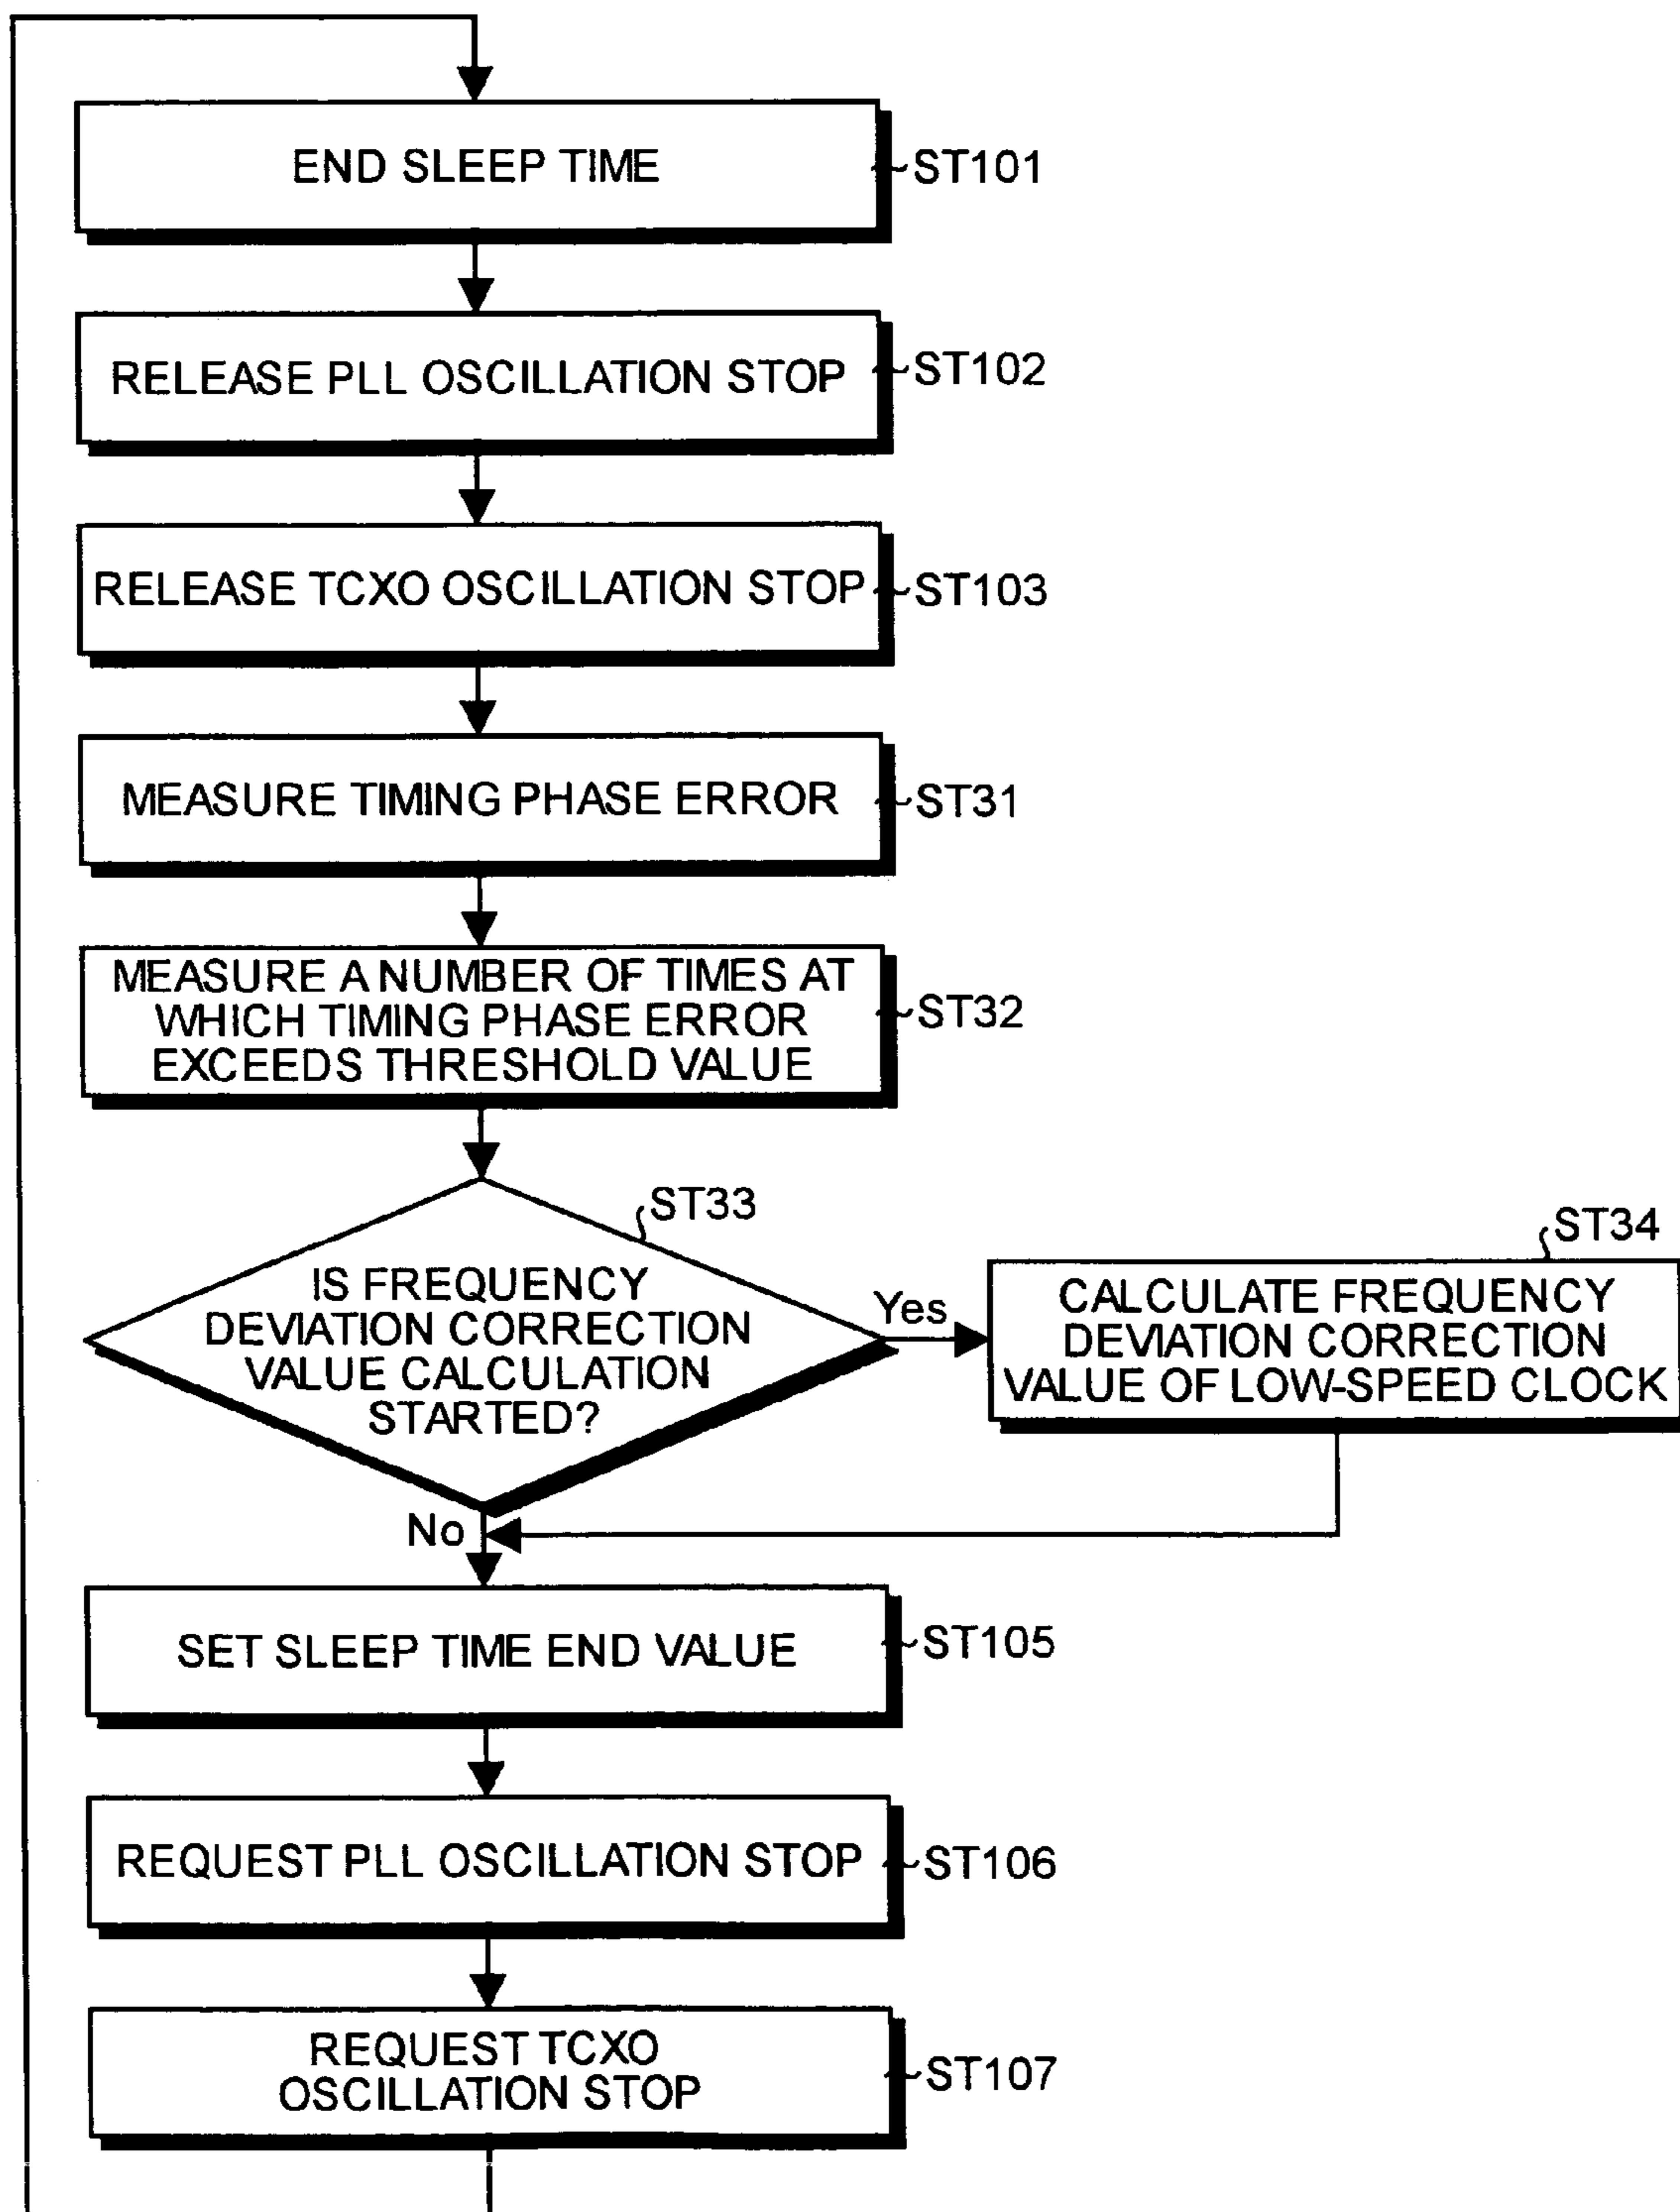 END SLEEP TIME
ST101
RELEASE PLL OSCILLATION STOP
ST102
RELEASE TCXO OSCILLATION STOP
ST103
MEASURE TIMING PHASE ERROR
ST31
MEASURE A NUMBER OF TIMES AT
WHICH TIMING PHASE ERROR
EXCEEDS THRESHOLD VALUE
ST32
ST33
IS FREQUENCY
DEVIATION CORRECTION
VALUE CALCULATION
STARTED?
Yes
ST34
CALCULATE FREQUENCY
DEVIATION CORRECTION
VALUE OF LOW-SPEED CLOCK
No
SET SLEEP TIME END VALUE
ST105
REQUEST PLL OSCILLATION STOP
ST106
REQUEST TCXO
OSCILLATION STOP
ST107